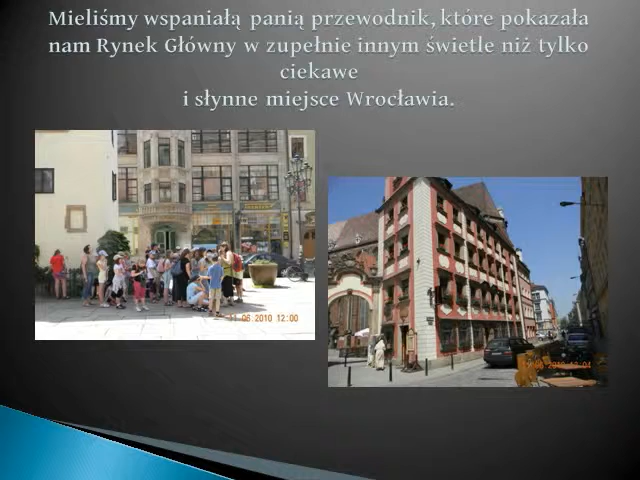 Mieliśmy wspaniałą panią przewodnik, które pokazała
nam Rynek Główny w zupełnie innym świetle niż tylko
ciekawe
i słynne miejsce Wrocławia.
11.06.2010 12:00